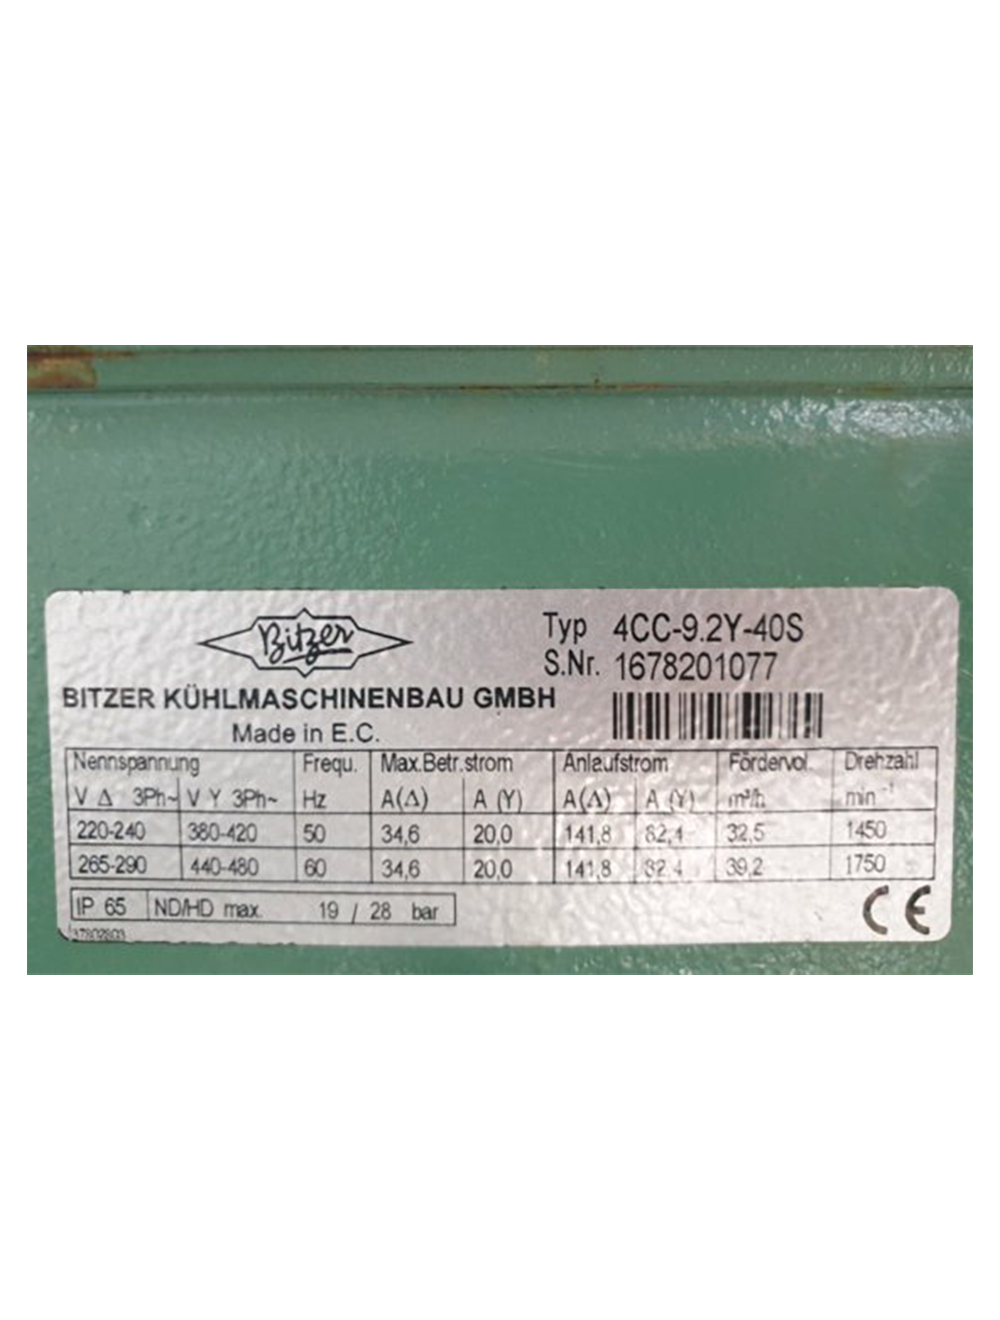 Bitzer
BITZER KÜHLMASCHINENBAU GMBH
Made in E.C.
Typ 4CC-9.2Y-40S
S.Nr. 1678201077
Nennspannung Frequ. Max.Betr.strom Anlaufstrom Fördervol. Drehzahl
V Δ 3Ph~ V Y 3Ph~ Hz A(Δ) A (Y) A(Δ) A (Y) m³/h min⁻¹
220-240 380-420 50 34,6 20,0 141,8 82,4 32,5 1450
265-290 440-480 60 34,6 20,0 141,8 82,4 39,2 1750
IP 65 ND/HD max. 19 / 28 bar
CE